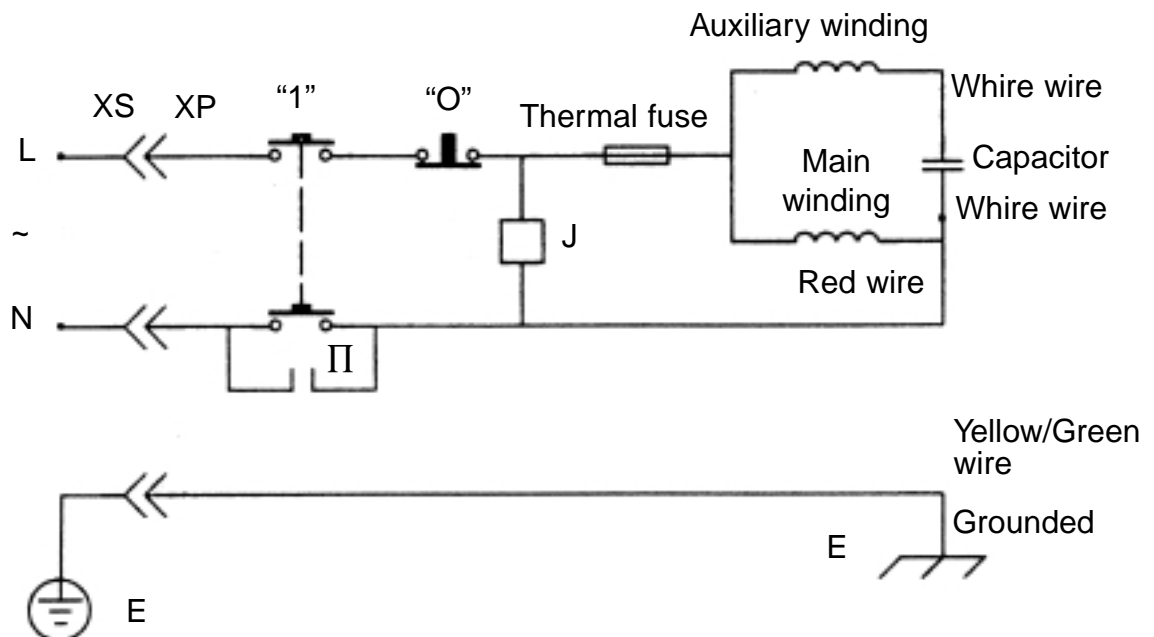 Auxiliary winding
XS XP “1” “O” Whire wire
Thermal fuse
L
Main
winding
Capacitor
~
J
Whire wire
N
Red wire
Π
Yellow/Green
wire
Grounded
E
E